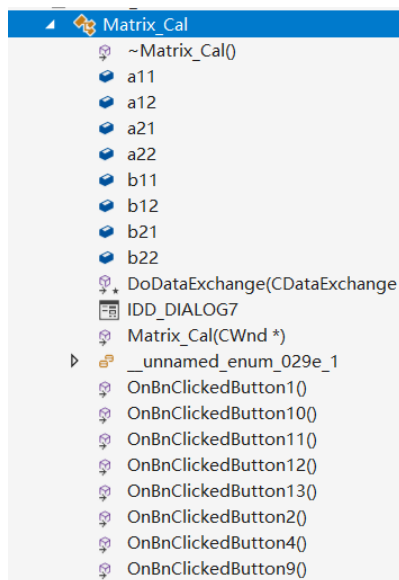 Matrix_Cal
~Matrix_Cal()
a11
a12
a21
a22
b11
b12
b21
b22
DoDataExchange(CDataExchange
IDD_DIALOG7
Matrix_Cal(CWnd *)
__unnamed_enum_029e_1
OnBnClickedButton1()
OnBnClickedButton10()
OnBnClickedButton11()
OnBnClickedButton12()
OnBnClickedButton13()
OnBnClickedButton2()
OnBnClickedButton4()
OnBnClickedButton9()